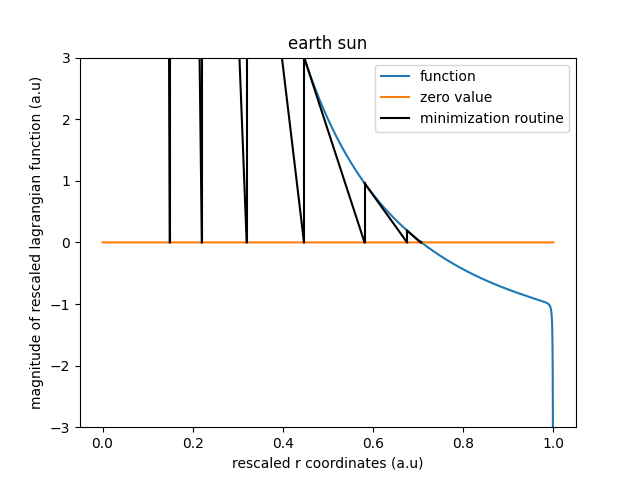 earth sun
function
zero value
minimization routine
magnitude of rescaled lagrangian function (a.u)
3
2
1
0
−1
−2
−3
0.0 0.2 0.4 0.6 0.8 1.0
rescaled r coordinates (a.u)